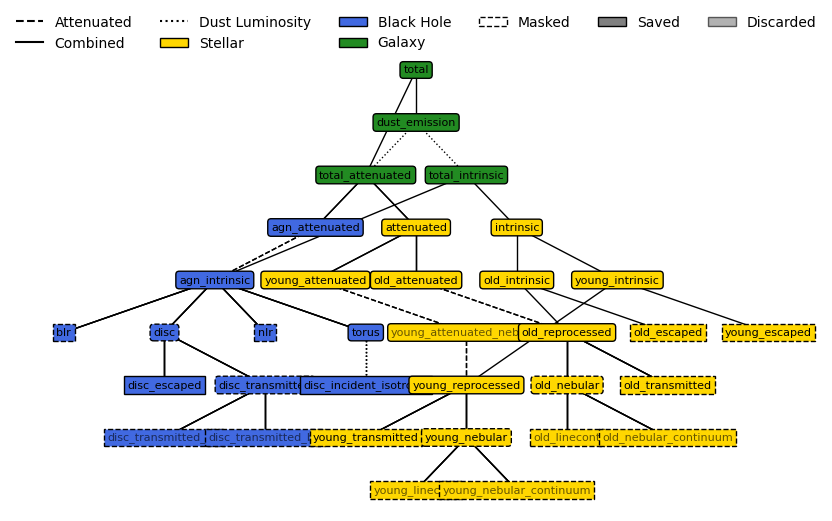 Attenuated Dust Luminosity Black Hole Masked Saved Discarded
Combined Stellar Galaxy
total
dust_emission
total_attenuated total_intrinsic
agn_attenuated attenuated intrinsic
agn_intrinsic young_attenuated old_attenuated old_intrinsic young_intrinsic
blr disc nlr torus young_attenuated_neb old_reprocessed old_escaped young_escaped
disc_escaped disc_transmitte disc_incident_isotro young_reprocessed old_nebular old_transmitted
disc_transmitted disc_transmitted_ young_transmitted young_nebular old_linecont old_nebular_continuum
young_linec young_nebular_continuum